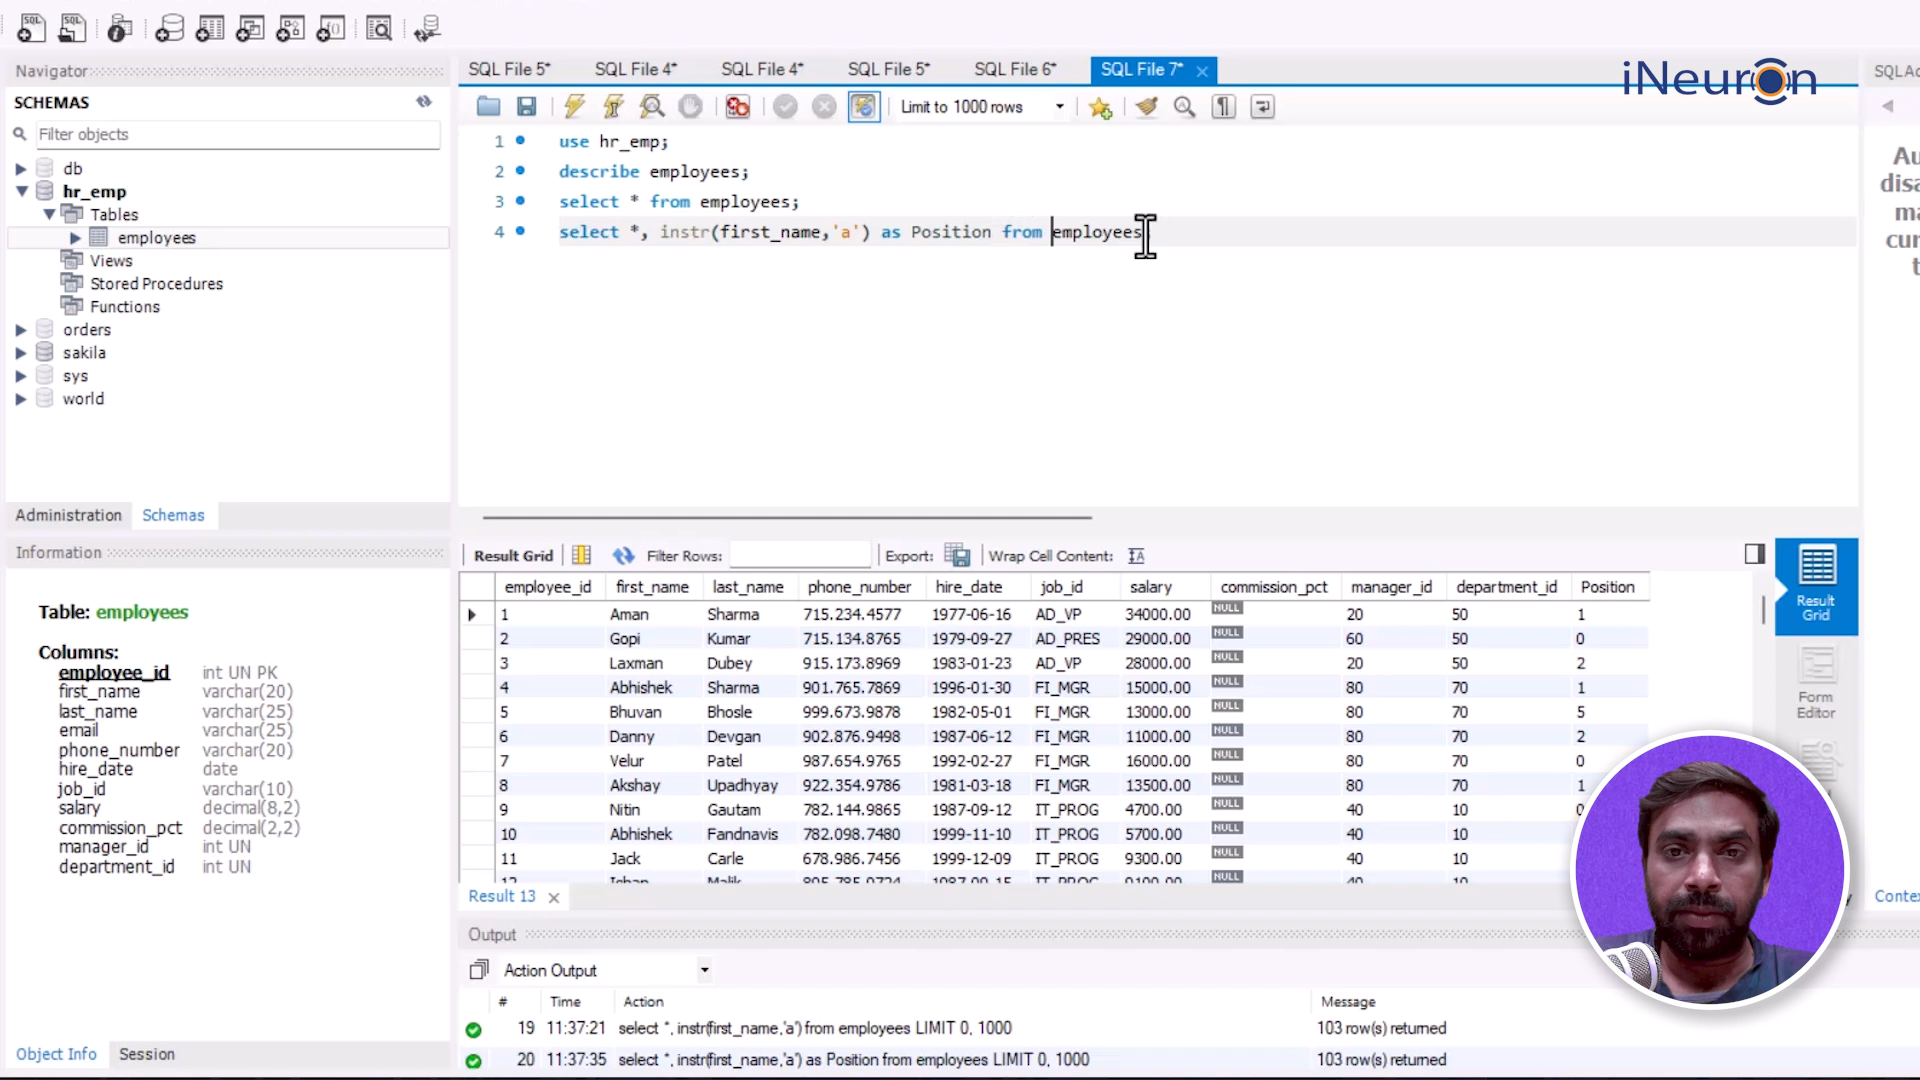 iNeuron
SQL File 5*
SQL File 4*
SQL File 4*
SQL File 5*
SQL File 6*
SQL File 7*
Navigator
SCHEMAS
Filter objects
db
hr_emp
Tables
employees
Views
Stored Procedures
Functions
orders
sakila
sys
world
Administration Schemas
Limit to 1000 rows
1 use hr_emp;
2 describe employees;
3 select * from employees;
4 select *, instr(first_name,'a') as Position from employees
Information
Table: employees
Columns:
employee_id int UN PK
first_name varchar(20)
last_name varchar(25)
email varchar(25)
phone_number varchar(20)
hire_date date
job_id varchar(10)
salary decimal(8,2)
commission_pct decimal(2,2)
manager_id int UN
department_id int UN
Object Info Session
Result Grid Filter Rows: Export: Wrap Cell Content:
employee_id first_name last_name phone_number hire_date job_id salary commission_pct manager_id department_id Position
1 Aman Sharma 715.234.4577 1977-06-16 AD_VP 34000.00 NULL 20 50 1
2 Gopi Kumar 715.134.8765 1979-09-27 AD_PRES 29000.00 NULL 60 50 0
3 Laxman Dubey 915.173.8969 1983-01-23 AD_VP 28000.00 NULL 20 50 2
4 Abhishek Sharma 901.765.7869 1996-01-30 FI_MGR 15000.00 NULL 80 70 1
5 Bhuvan Bhosle 999.673.9878 1982-05-01 FI_MGR 13000.00 NULL 80 70 5
6 Danny Devgan 902.876.9498 1987-06-12 FI_MGR 11000.00 NULL 80 70 2
7 Velur Patel 987.654.9765 1992-02-27 FI_MGR 16000.00 NULL 80 70 0
8 Akshay Upadhyay 922.354.9786 1981-03-18 FI_MGR 13500.00 NULL 80 70 1
9 Nitin Gautam 782.144.9865 1987-09-12 IT_PROG 4700.00 NULL 40 10 0
10 Abhishek Fandnavis 782.098.7480 1999-11-10 IT_PROG 5700.00 NULL 40 10
11 Jack Carle 678.986.7456 1999-12-09 IT_PROG 9300.00 NULL 40 10
Result Grid
Form Editor
Result 13
Output
Action Output
# Time Action Message
19 11:37:21 select *, instr(first_name,'a') from employees LIMIT 0, 1000 103 row(s) returned
20 11:37:35 select *, instr(first_name,'a') as Position from employees LIMIT 0, 1000 103 row(s) returned